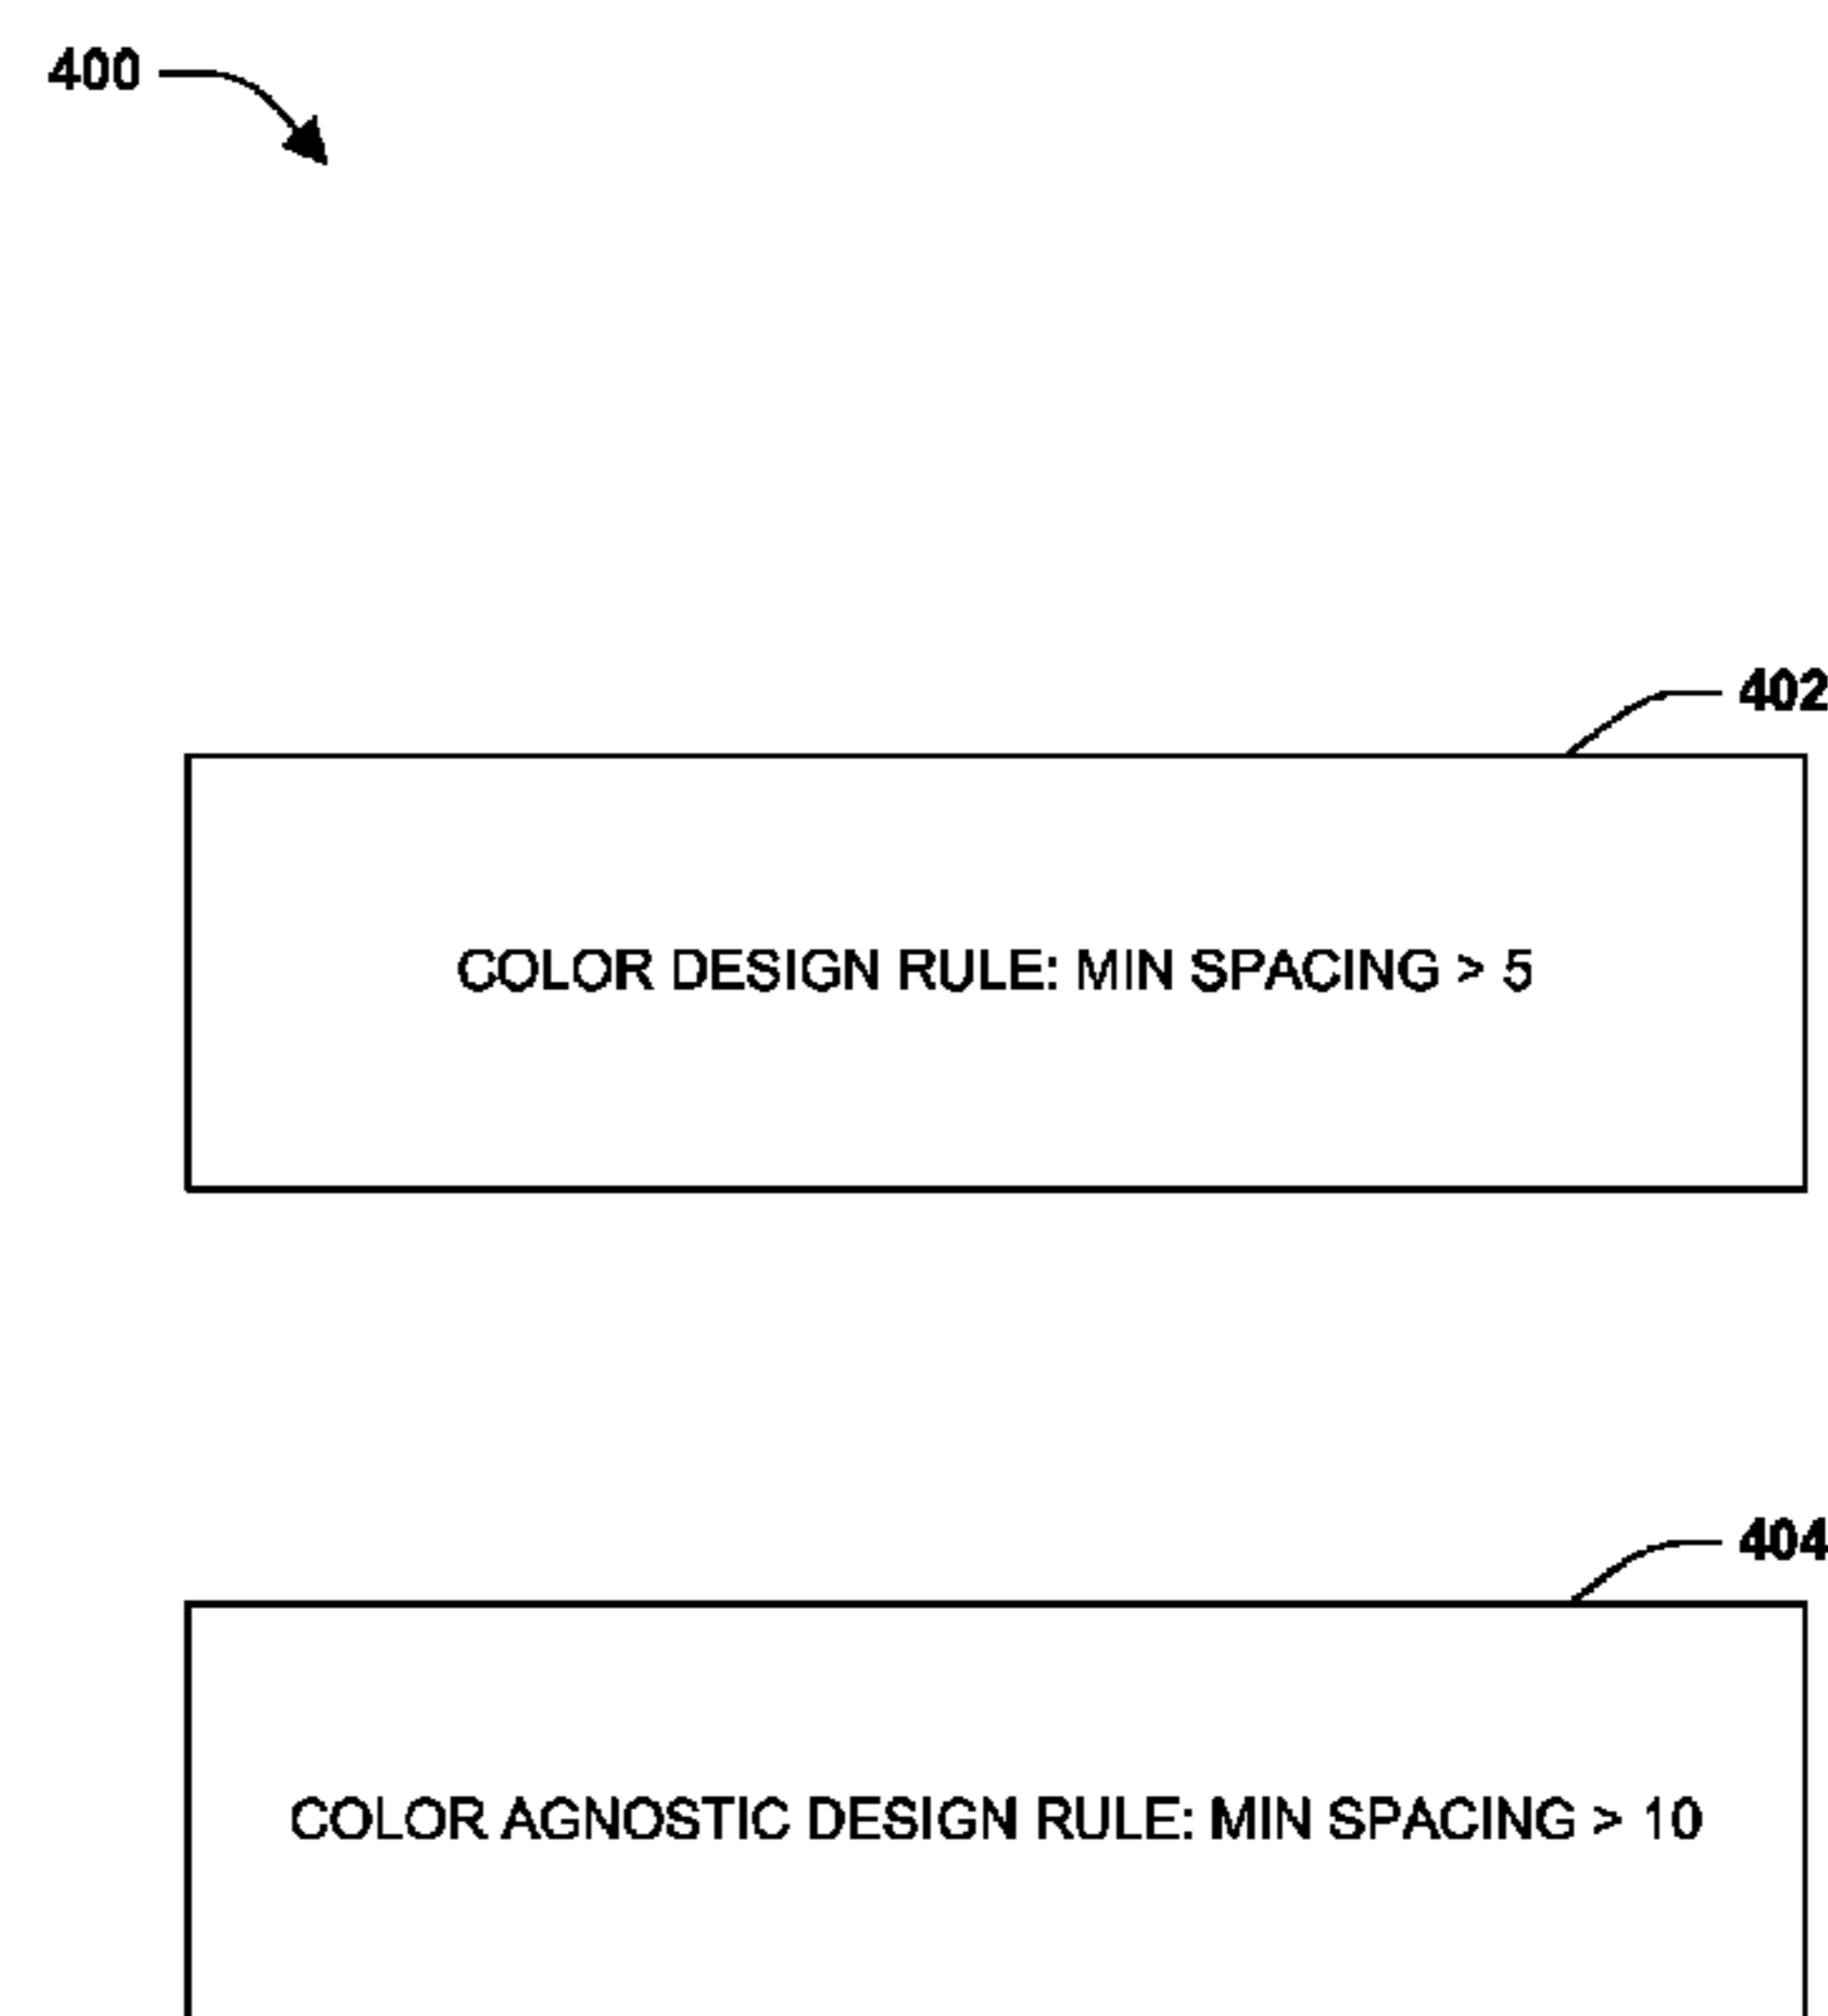 400
402
COLOR DESIGN RULE: MIN SPACING > 5
404
COLOR AGNOSTIC DESIGN RULE: MIN SPACING > 10